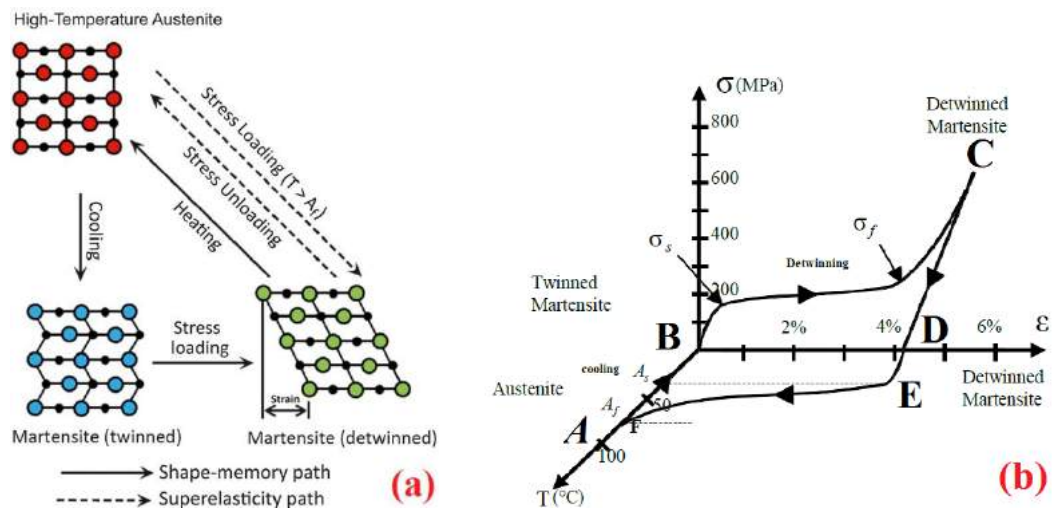 High-Temperature Austenite
Cooling
Stress Loading (T > Af)
Stress Unloading
Heating
Stress
loading
Strain
Martensite (twinned)
Martensite (detwinned)
Shape-memory path
Superelasticity path
(a)
σ (MPa)
800
600
400
200
Detwinned
Martensite
C
σs
σf
Detwinning
Twinned
Martensite
B
2%
4%
D
6%
ε
cooling
As
Austenite
Af
50
E
Detwinned
Martensite
A
F
100
T (°C)
(b)